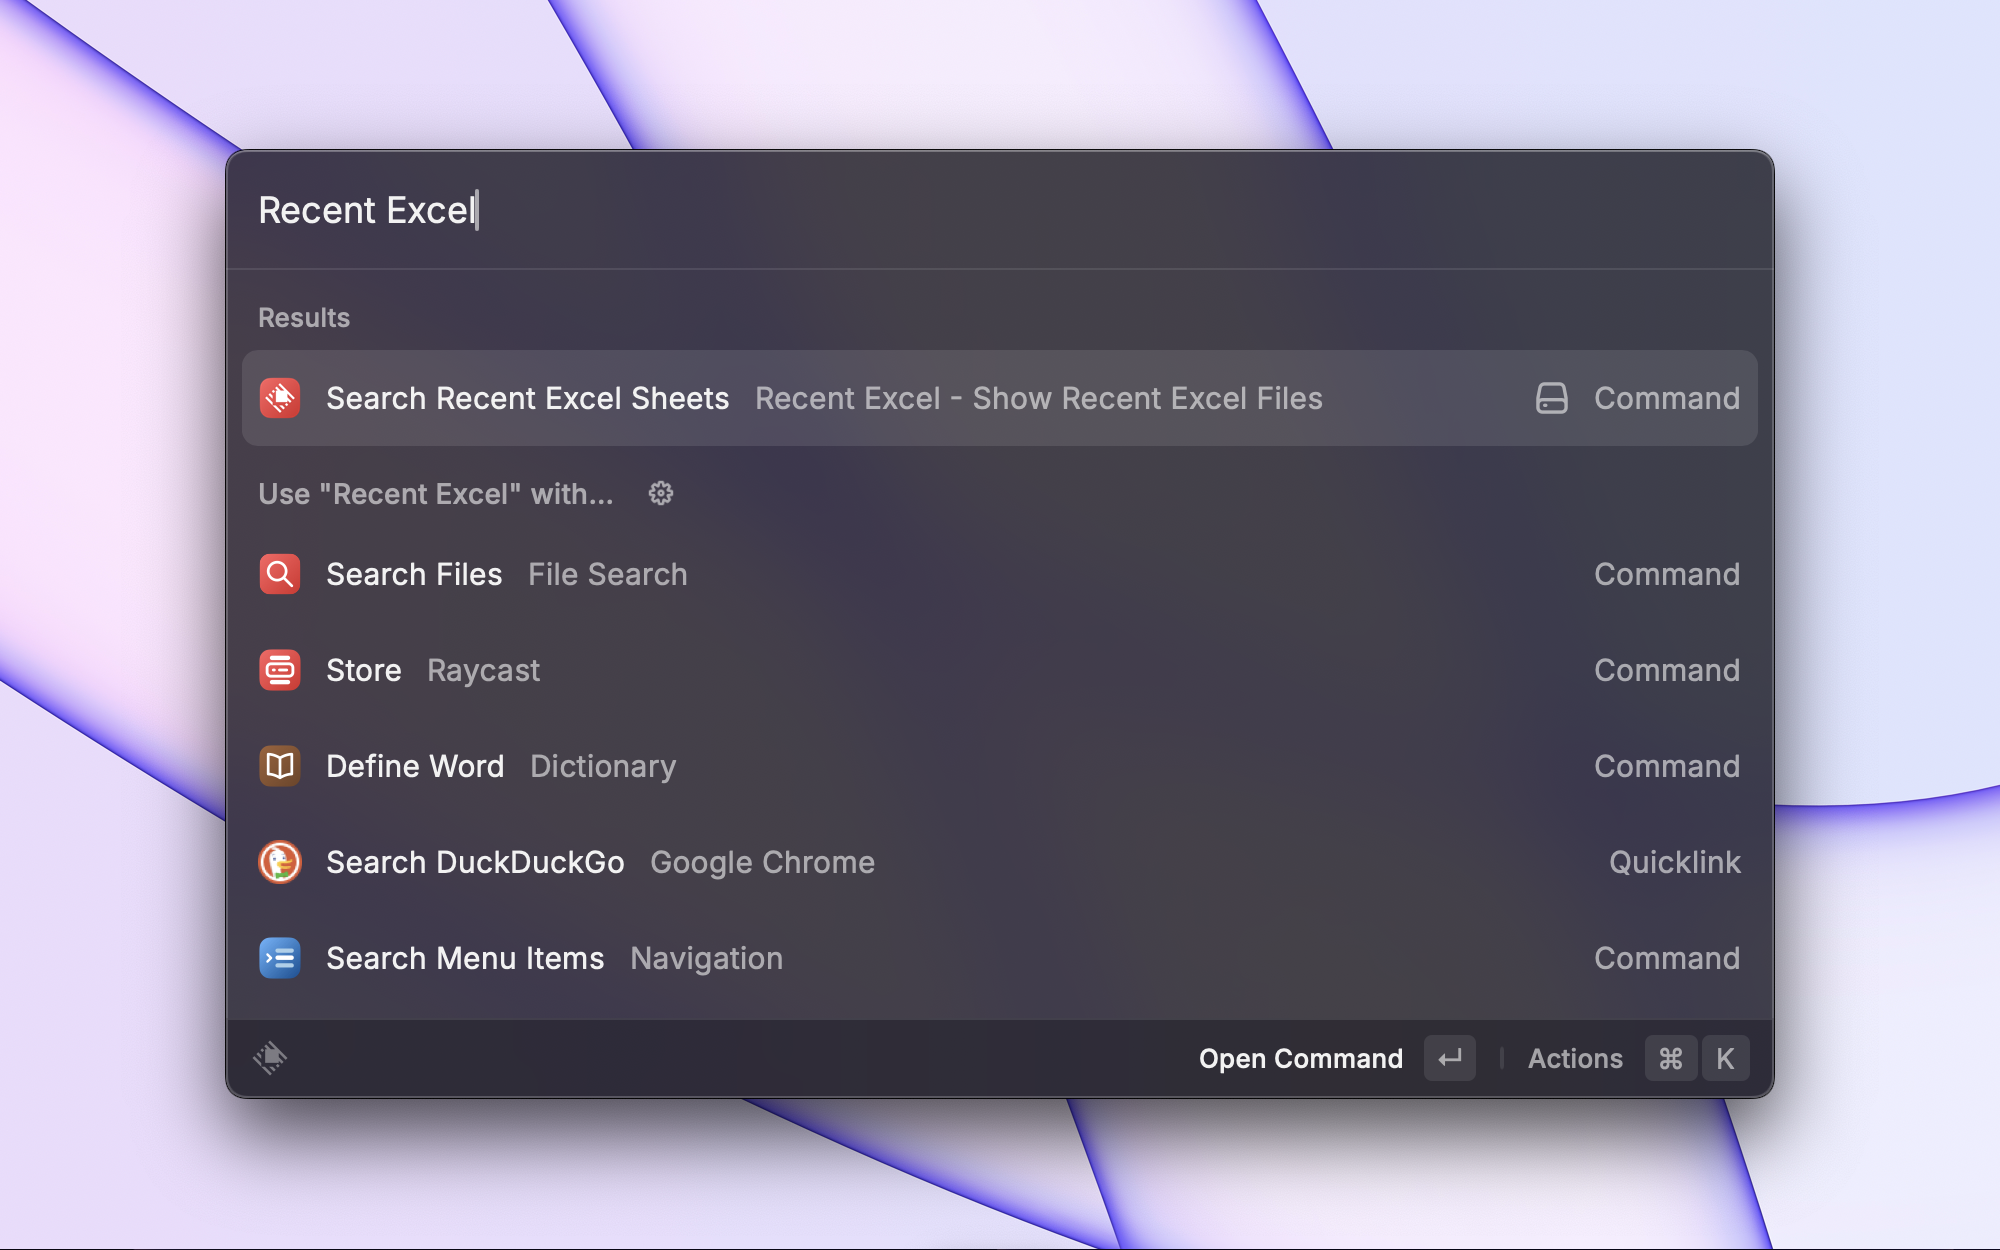 Recent Excel
Results
Search Recent Excel Sheets Recent Excel - Show Recent Excel Files Command
Use "Recent Excel" with...
Search Files File Search Command
Store Raycast Command
Define Word Dictionary Command
Search DuckDuckGo Google Chrome Quicklink
Search Menu Items Navigation Command
Open Command ↵ Actions ⌘ K